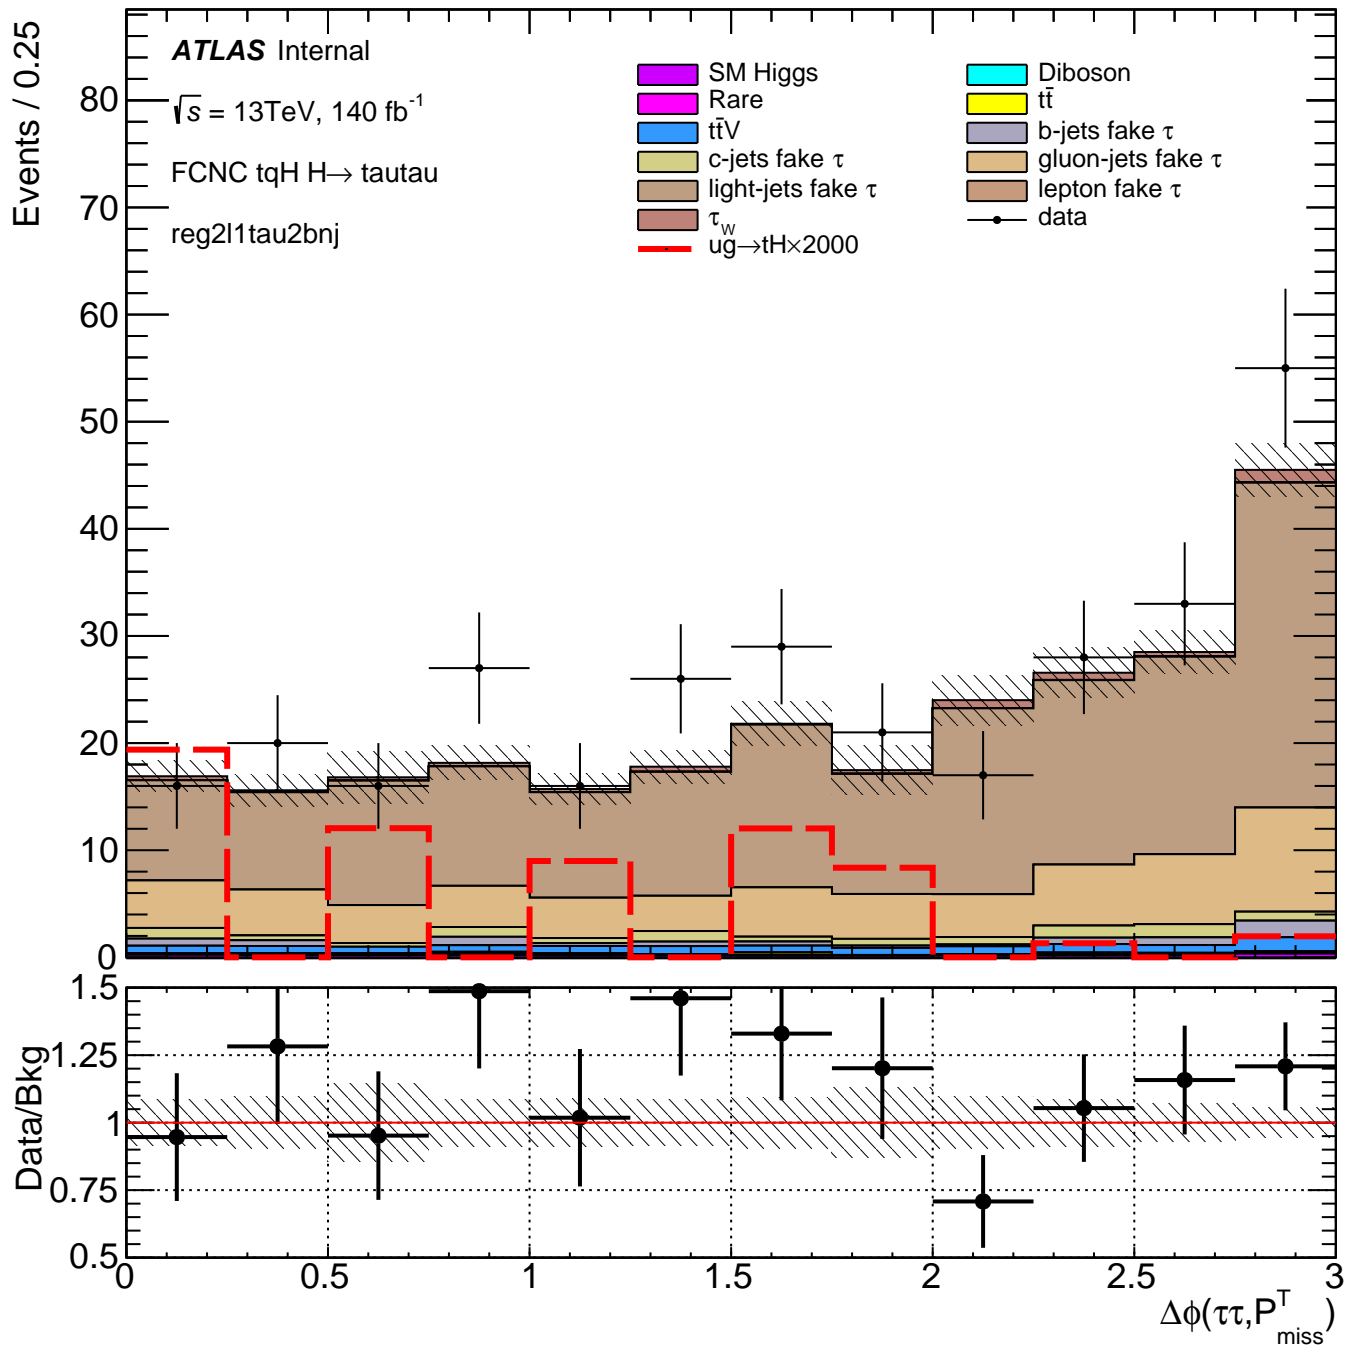 Events / 0.25
ATLAS Internal
√s = 13TeV, 140 fb⁻¹
FCNC tqH H→ tautau
reg2l1tau2bnj
SM Higgs
Rare
tt̄V
c-jets fake τ
light-jets fake τ
τ_W
ug→tH×2000
Diboson
tt̄
b-jets fake τ
gluon-jets fake τ
lepton fake τ
data
80
70
60
50
40
30
20
10
0
Data/Bkg
1.5
1.25
1
0.75
0.5
0 0.5 1 1.5 2 2.5 3
Δϕ(ττ,P^T_miss)